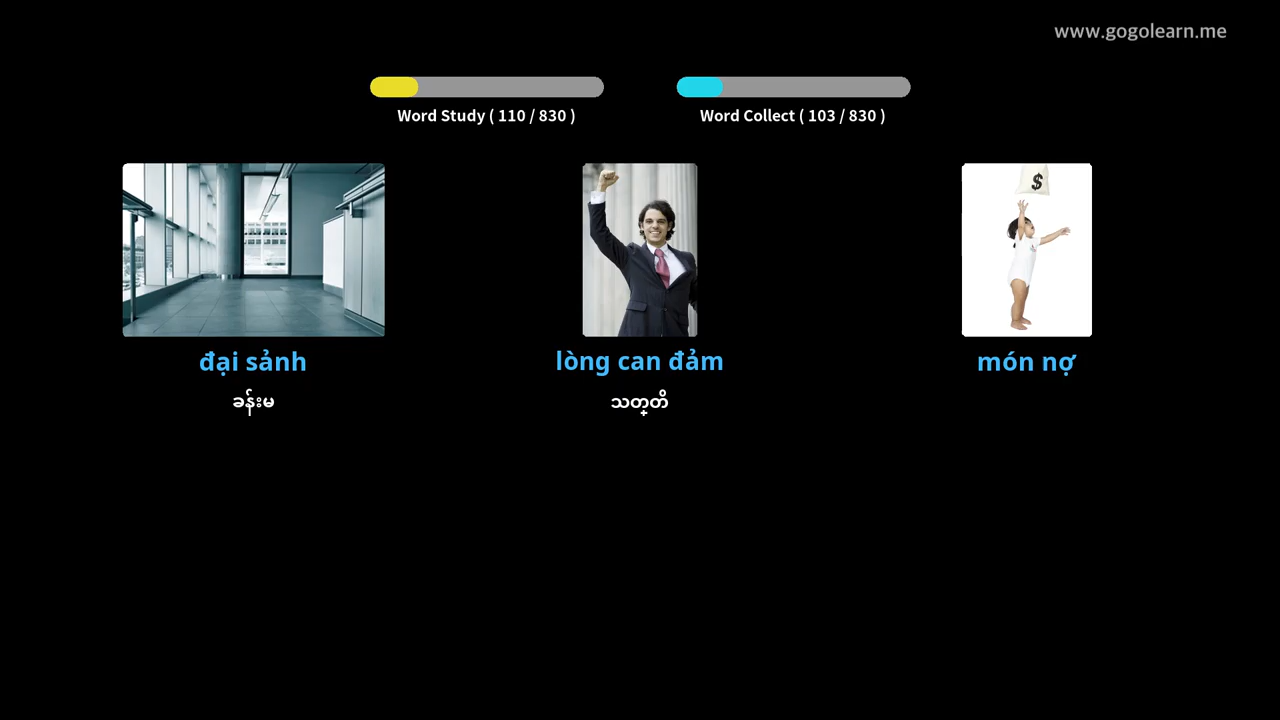 www.gogolearn.me
Word Study ( 110 / 830 )
Word Collect ( 103 / 830 )
$
đại sảnh
lòng can đảm
món nợ
ခန်းမ
သတ္တိ